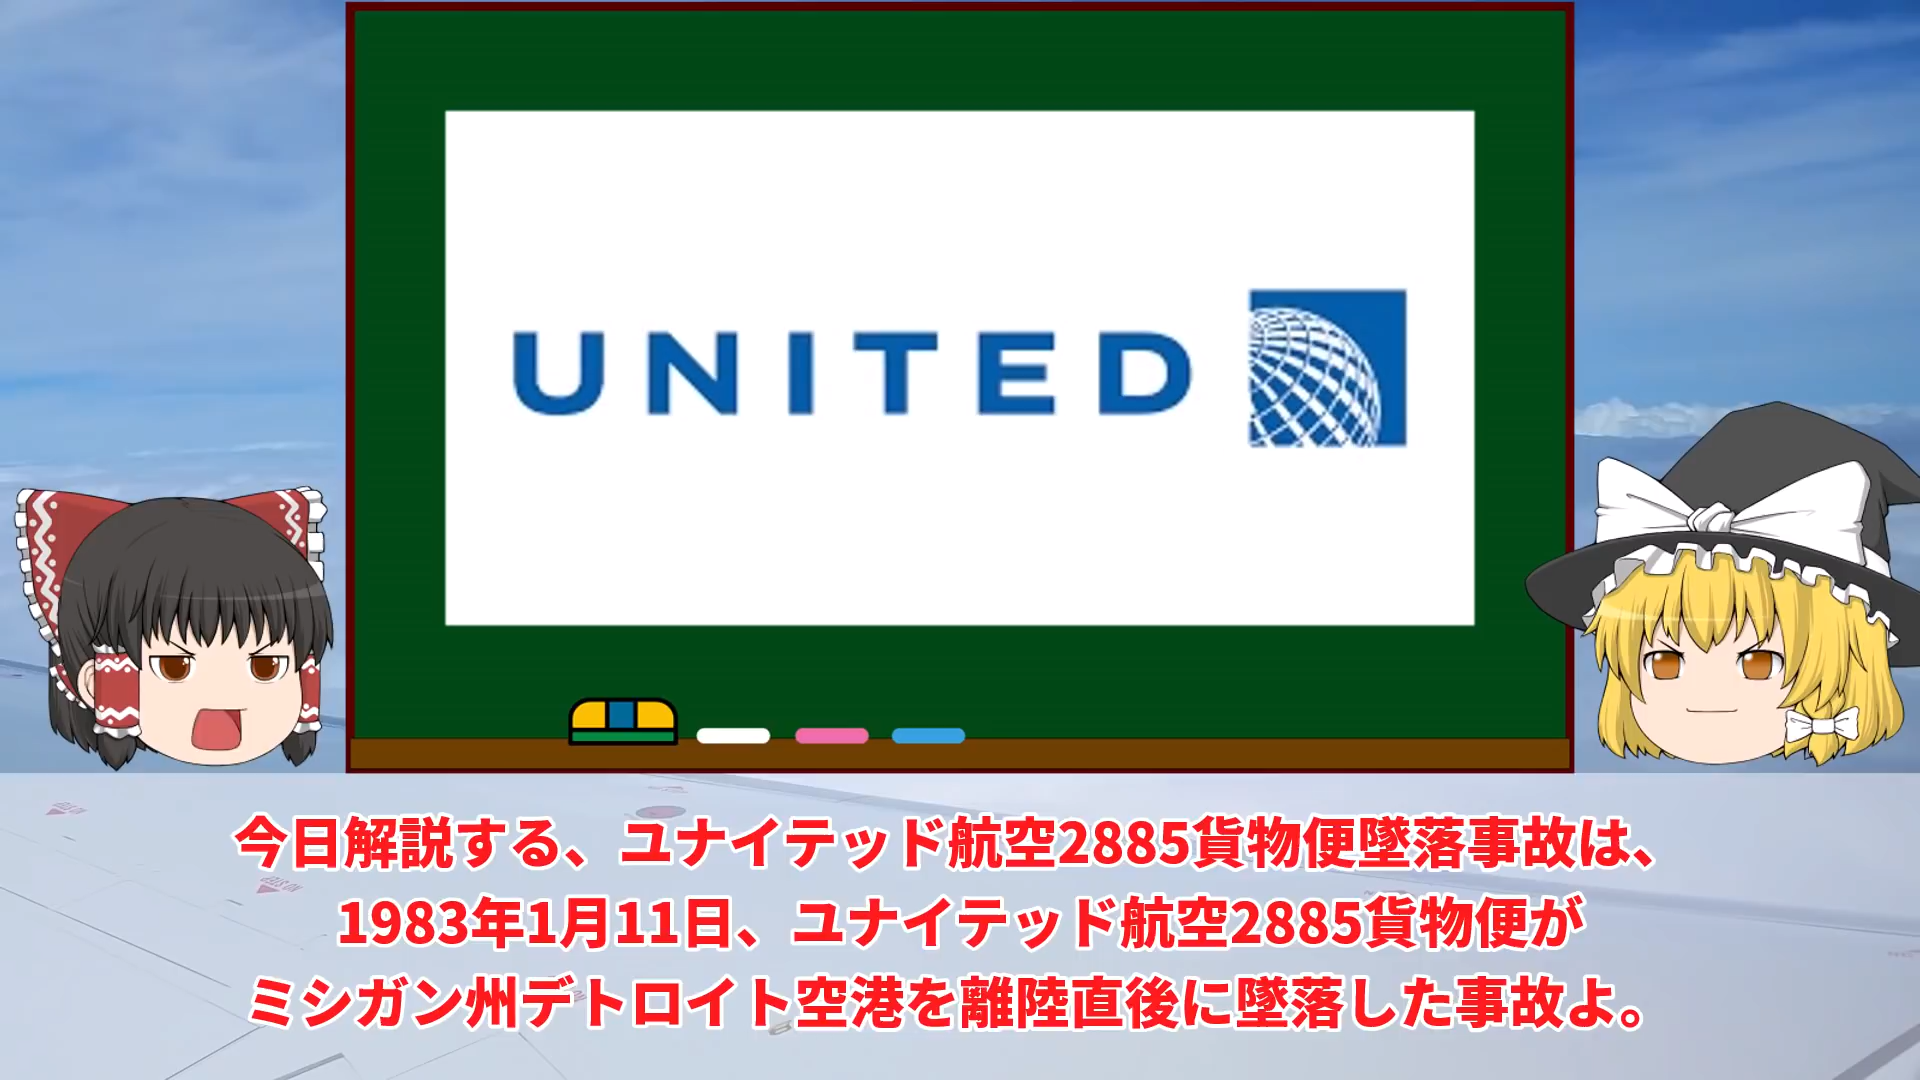 UNITED
今日解説する、ユナイテッド航空2885貨物便墜落事故は、
1983年1月11日、ユナイテッド航空2885貨物便が
ミシガン州デトロイト空港を離陸直後に墜落した事故よ。